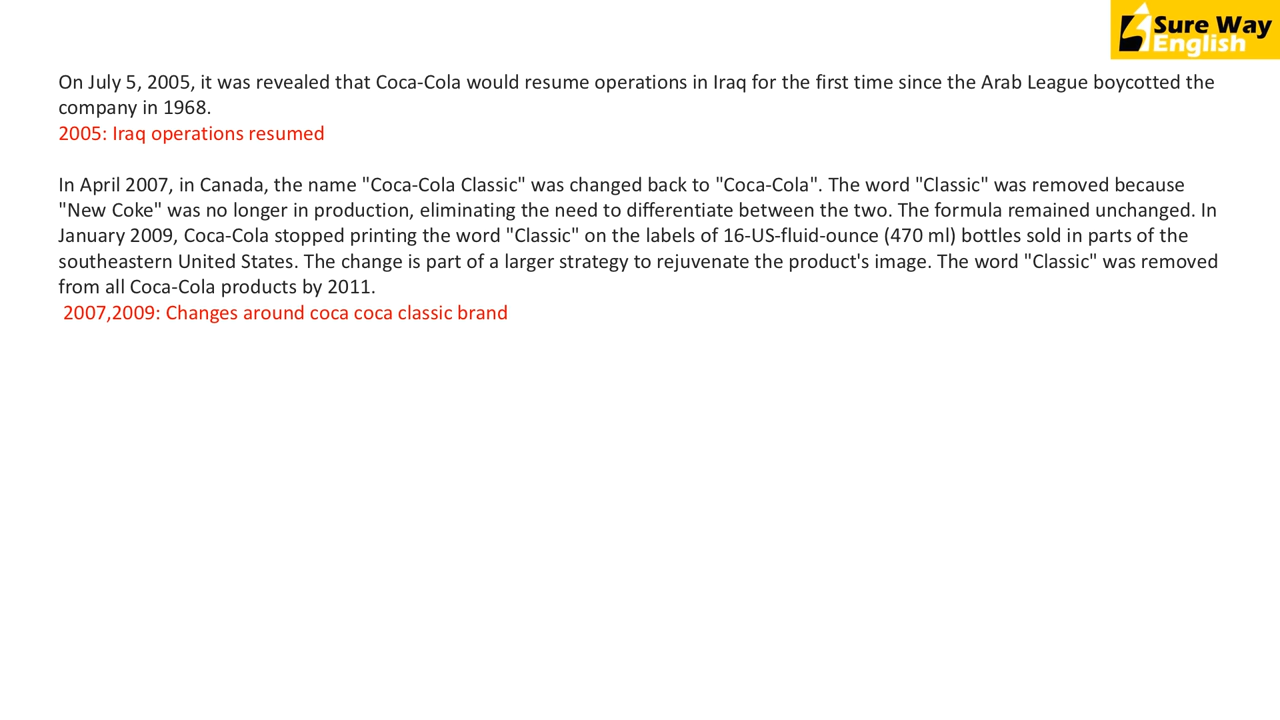 Sure Way
English
On July 5, 2005, it was revealed that Coca-Cola would resume operations in Iraq for the first time since the Arab League boycotted the
company in 1968.
2005: Iraq operations resumed
In April 2007, in Canada, the name "Coca-Cola Classic" was changed back to "Coca-Cola". The word "Classic" was removed because
"New Coke" was no longer in production, eliminating the need to differentiate between the two. The formula remained unchanged. In
January 2009, Coca-Cola stopped printing the word "Classic" on the labels of 16-US-fluid-ounce (470 ml) bottles sold in parts of the
southeastern United States. The change is part of a larger strategy to rejuvenate the product's image. The word "Classic" was removed
from all Coca-Cola products by 2011.
2007,2009: Changes around coca coca classic brand